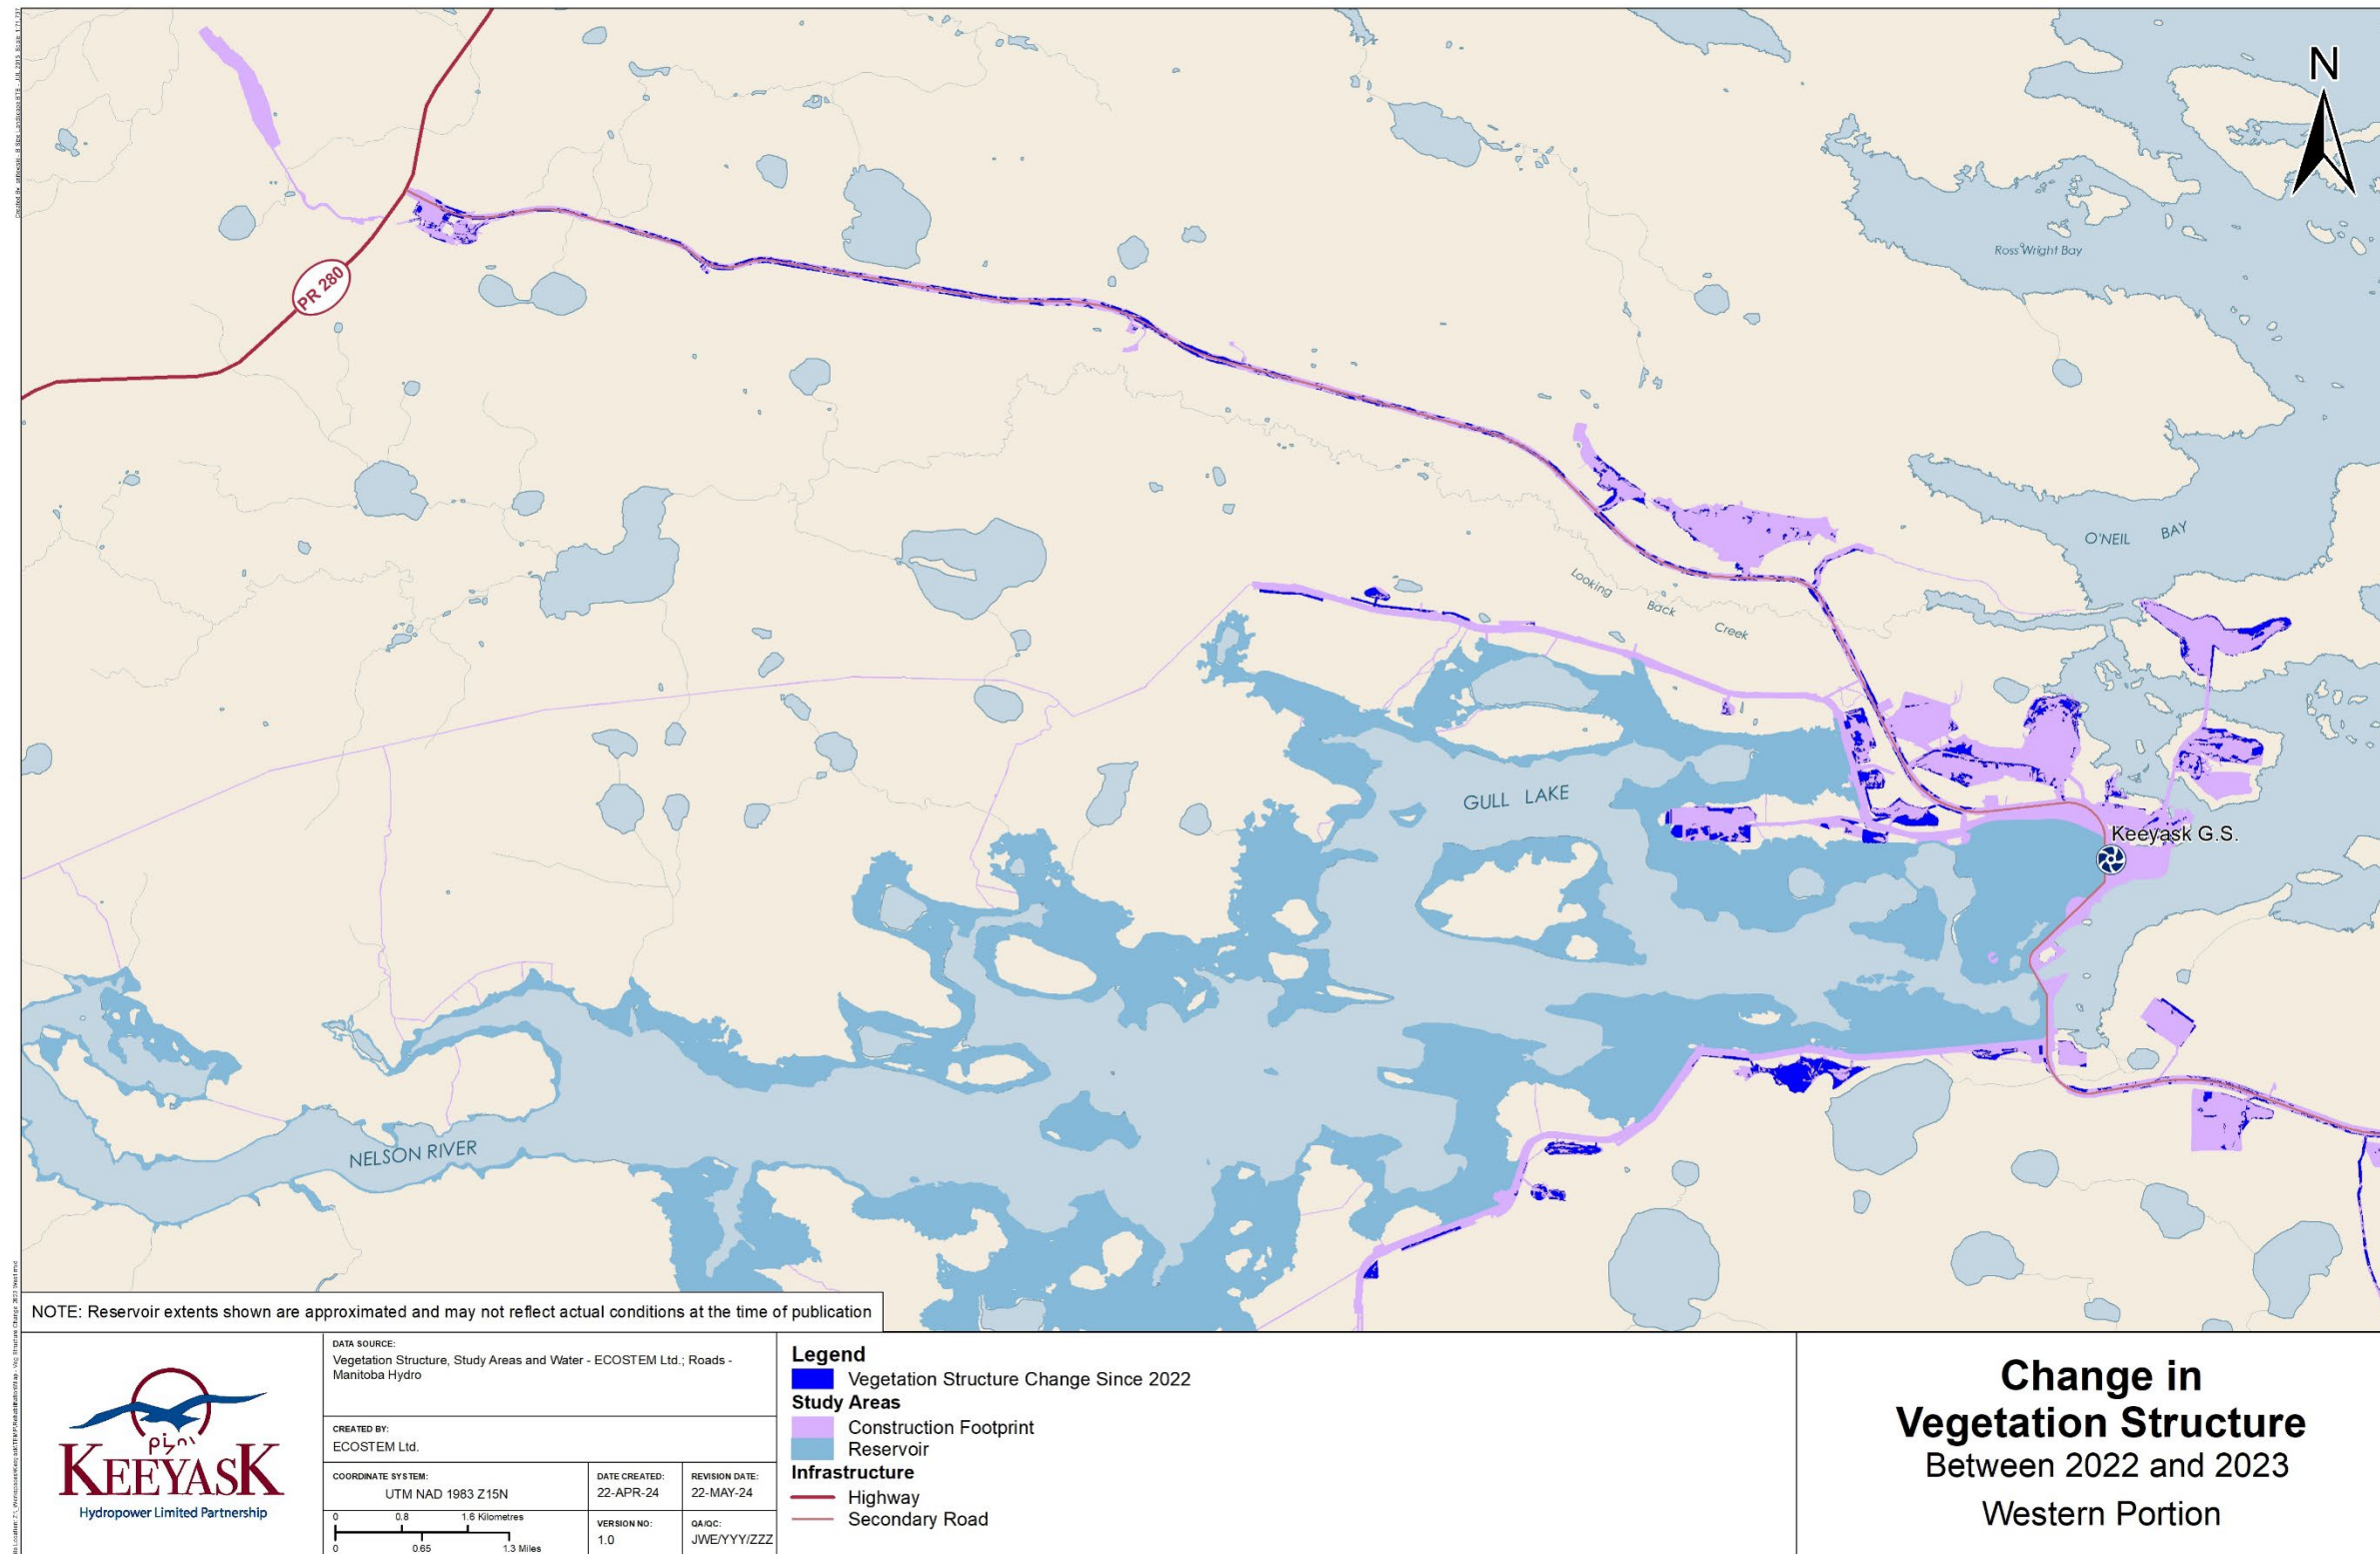 N
PR 280
Ross Wright Bay
O'NEIL BAY
Looking Back Creek
GULL LAKE
Keeyask G.S.
NELSON RIVER
NOTE: Reservoir extents shown are approximated and may not reflect actual conditions at the time of publication
KEEYASK
Hydropower Limited Partnership
DATA SOURCE:
Vegetation Structure, Study Areas and Water - ECOSTEM Ltd.; Roads -
Manitoba Hydro
CREATED BY:
ECOSTEM Ltd.
COORDINATE SYSTEM:
UTM NAD 1983 Z15N
DATE CREATED:
22-APR-24
REVISION DATE:
22-MAY-24
0 0.8 1.6 Kilometres
0 0.65 1.3 Miles
VERSION NO:
1.0
QA/QC:
JWE/YYY/ZZZ
Legend
Vegetation Structure Change Since 2022
Study Areas
Construction Footprint
Reservoir
Infrastructure
Highway
Secondary Road
Change in
Vegetation Structure
Between 2022 and 2023
Western Portion